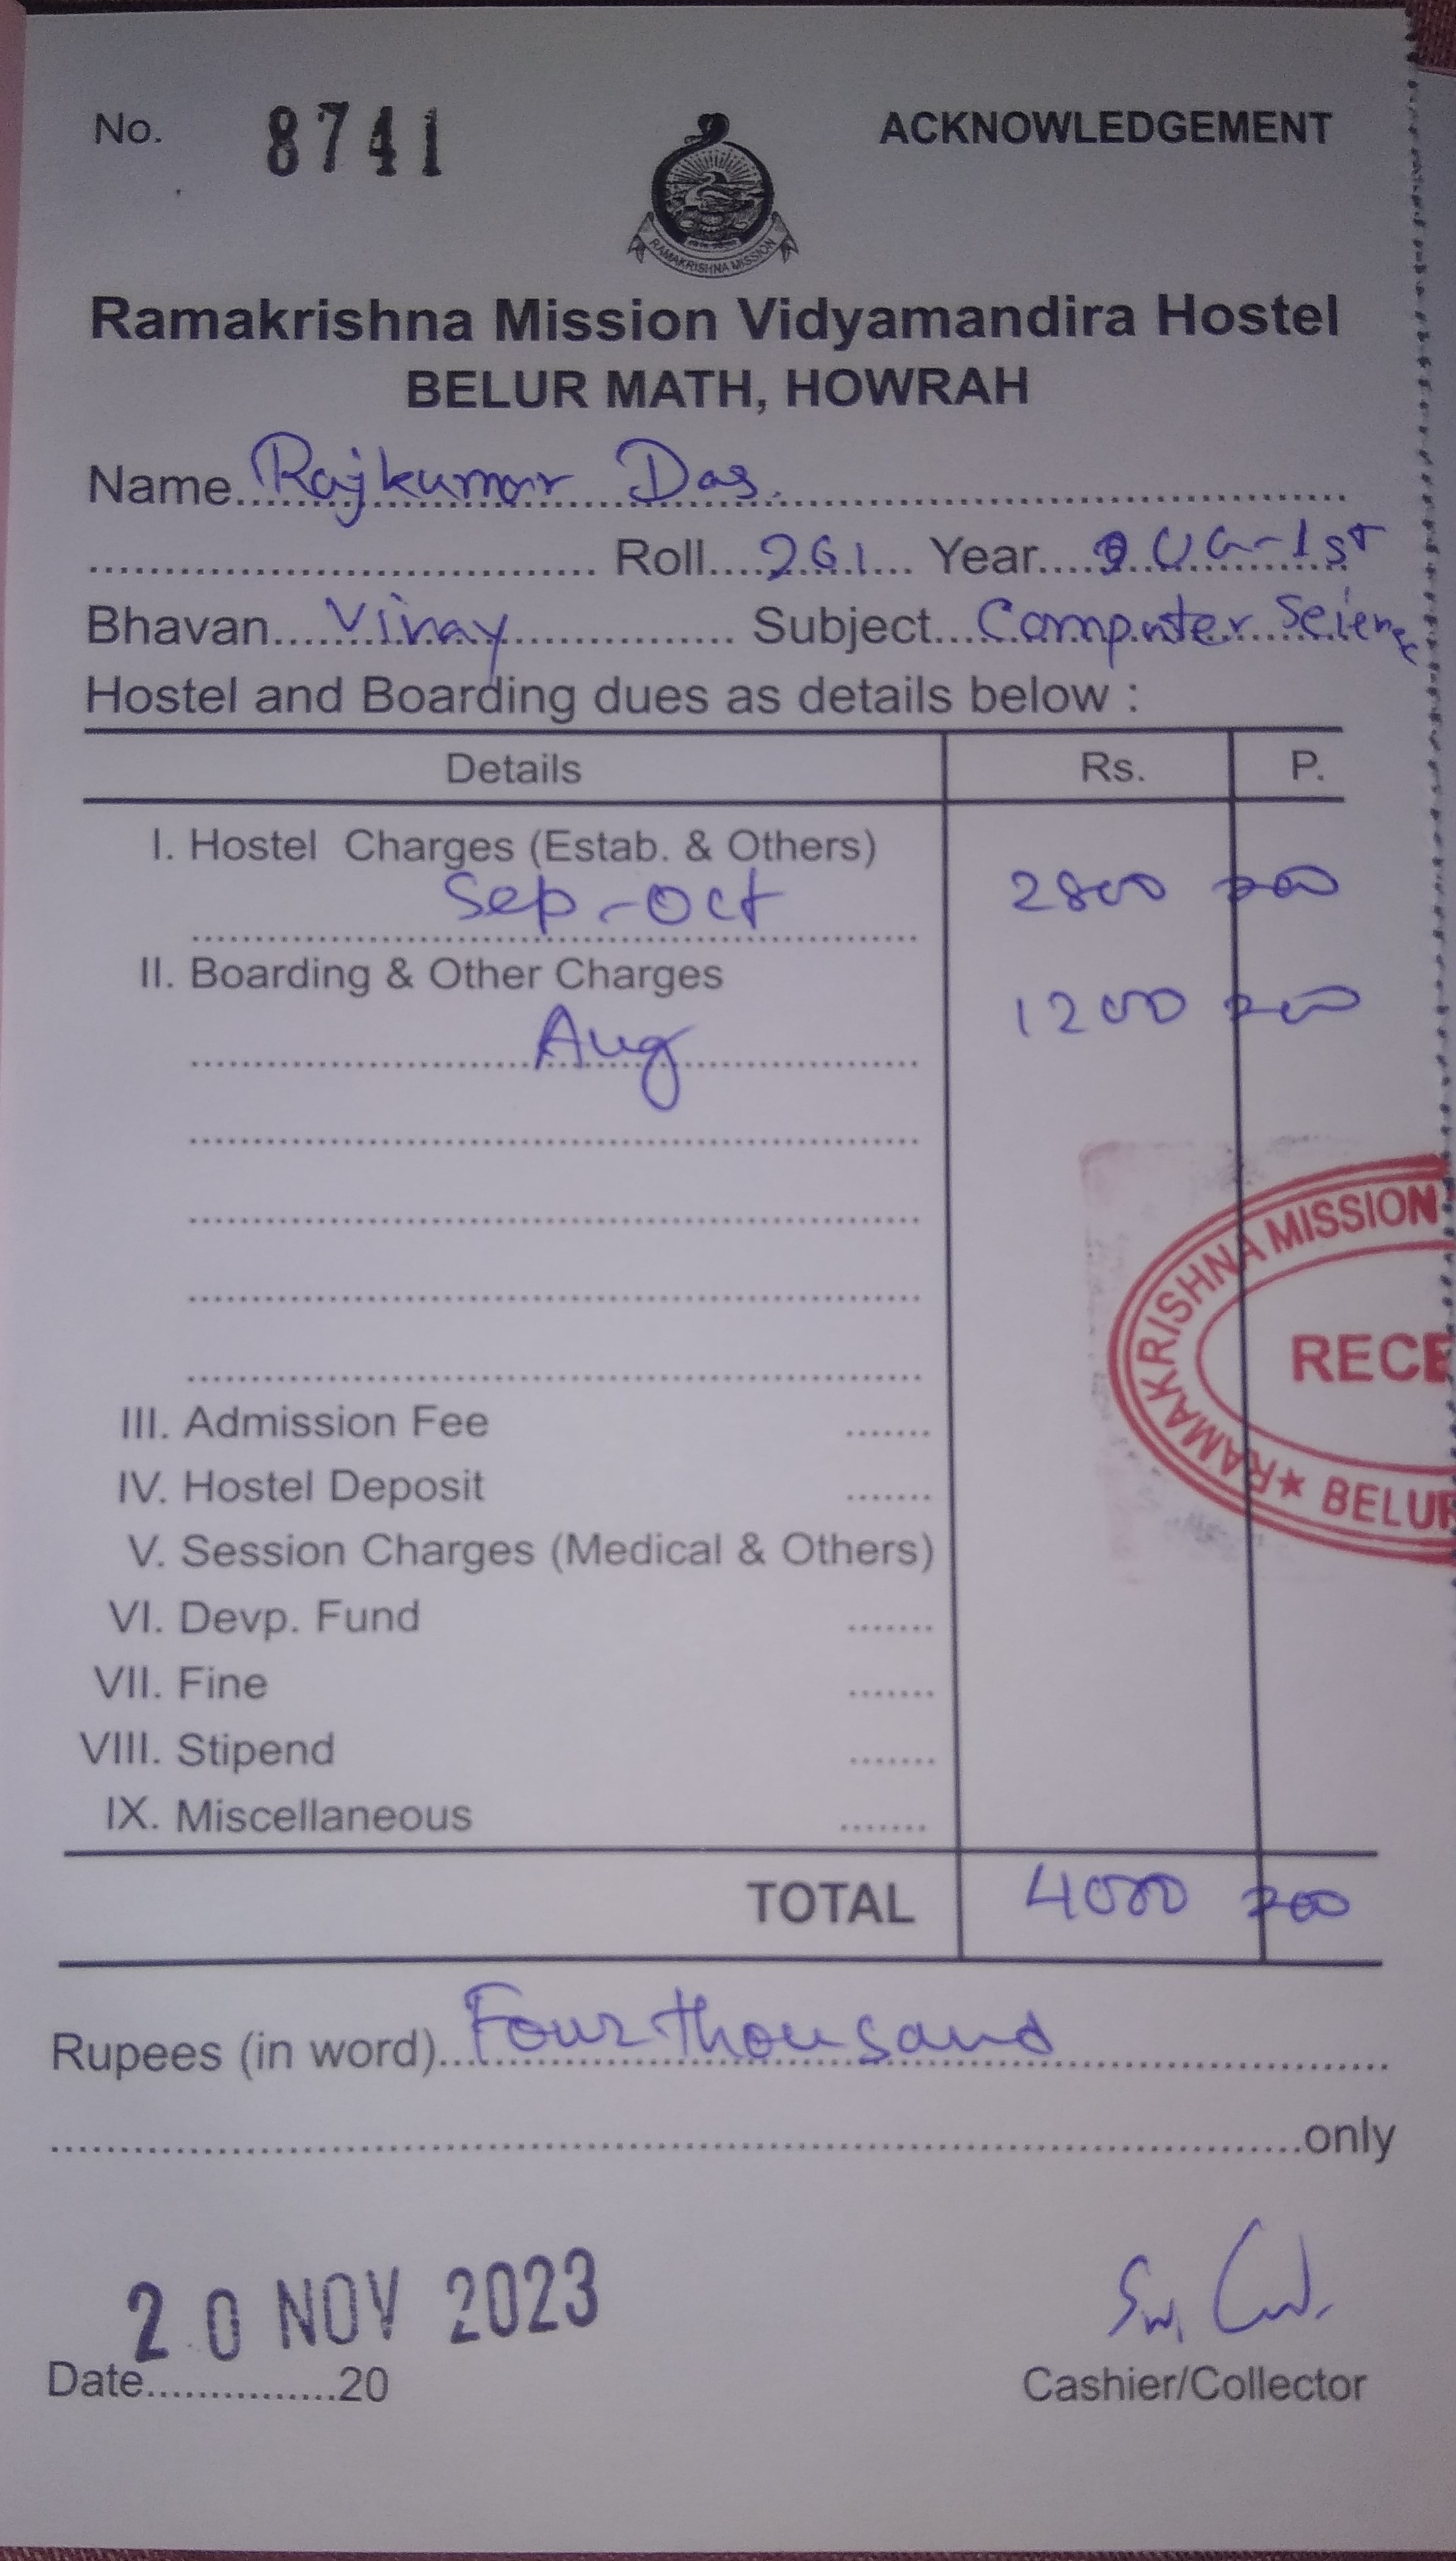 No. 8741
ACKNOWLEDGEMENT
RAMAKRISHNA MISSION
Ramakrishna Mission Vidyamandira Hostel
BELUR MATH, HOWRAH
Name Rajkumar Das.
Roll 261 Year UG-1st
Bhavan Vinay Subject Computer Science
Hostel and Boarding dues as details below :
Details Rs. P.
I. Hostel Charges (Estab. & Others)
Sep-Oct 2800
II. Boarding & Other Charges
Aug 1200
RAMAKRISHNA MISSION
RECE
★ BELUR
III. Admission Fee
IV. Hostel Deposit
V. Session Charges (Medical & Others)
VI. Devp. Fund
VII. Fine
VIII. Stipend
IX. Miscellaneous
TOTAL 4000
Rupees (in word) Four thousand
only
20 NOV 2023
Date...............20
Cashier/Collector